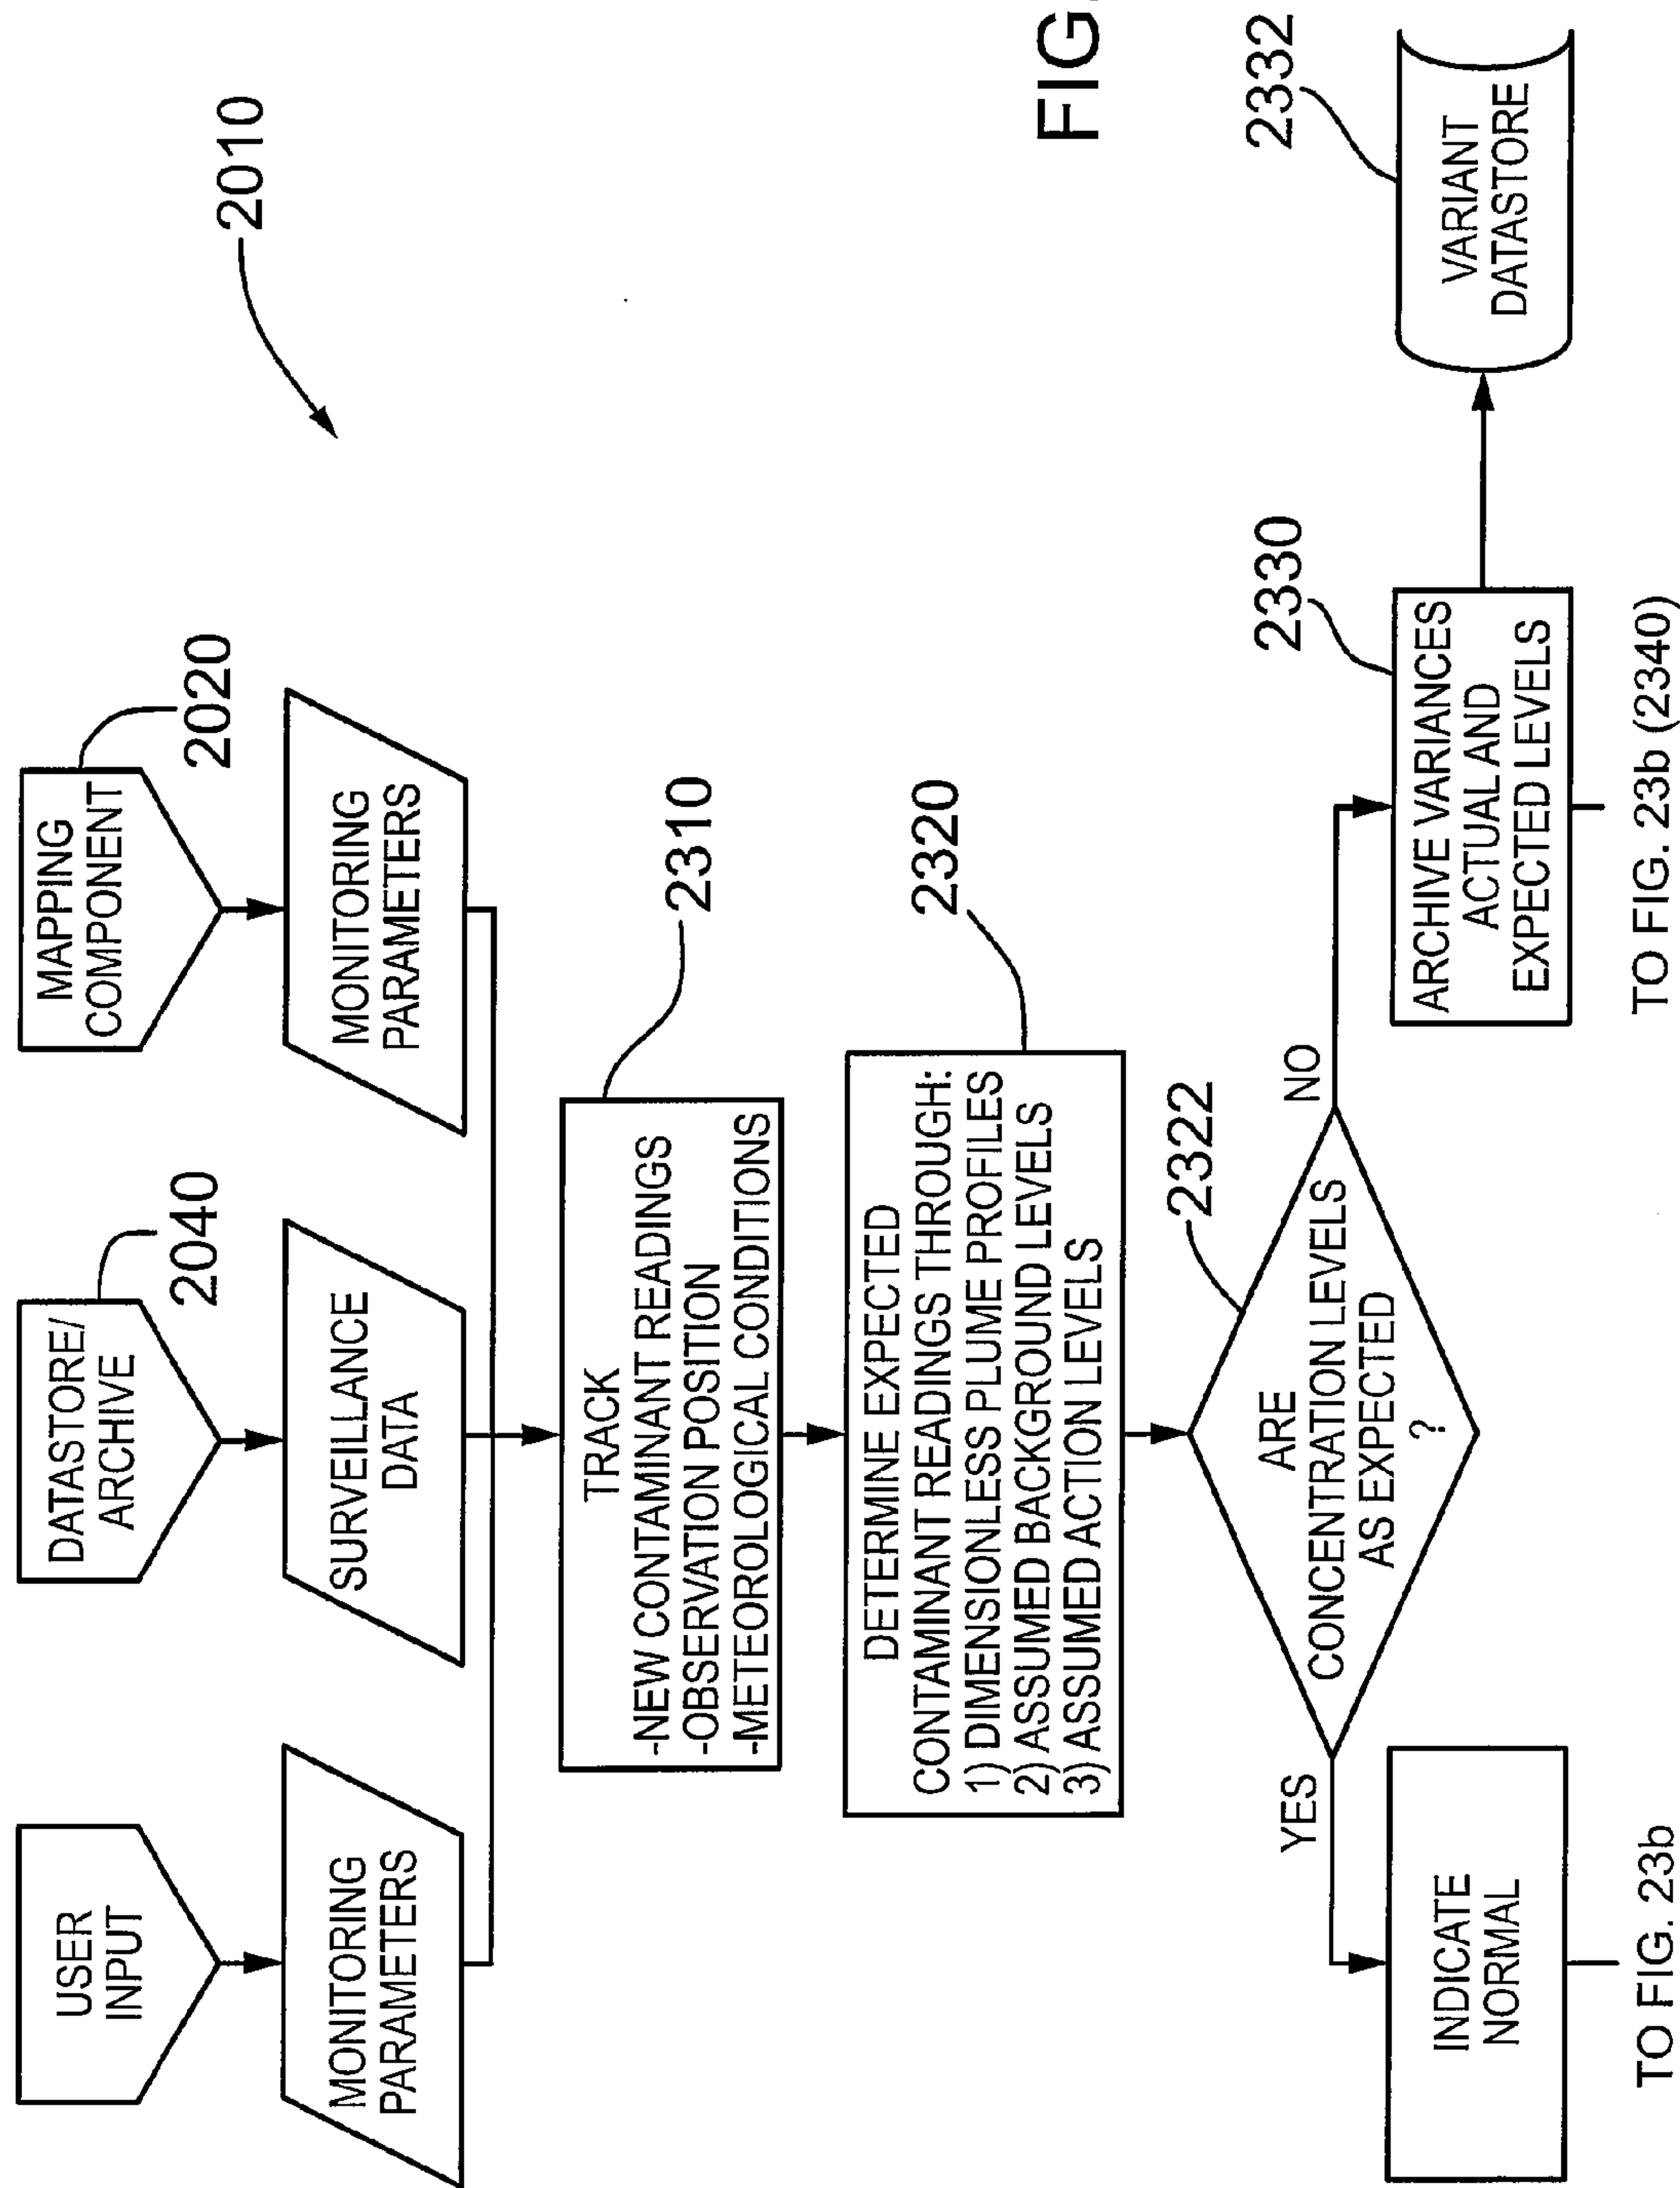 2010
USER
INPUT
DATASTORE/
ARCHIVE
2040
MAPPING
COMPONENT
2020
MONITORING
PARAMETERS
SURVEILLANCE
DATA
MONITORING
PARAMETERS
TRACK
-NEW CONTAMINANT READINGS
-OBSERVATION POSITION
-METEOROLOGICAL CONDITIONS
2310
DETERMINE EXPECTED
CONTAMINANT READINGS THROUGH:
1) DIMENSIONLESS PLUME PROFILES
2) ASSUMED BACKGROUND LEVELS
3) ASSUMED ACTION LEVELS
2320
FIG.
ARE
CONCENTRATION LEVELS
AS EXPECTED
?
2322
YES
NO
INDICATE
NORMAL
ARCHIVE VARIANCES
ACTUAL AND
EXPECTED LEVELS
2330
VARIANT
DATASTORE
2332
TO FIG. 23b
TO FIG. 23b (2340)